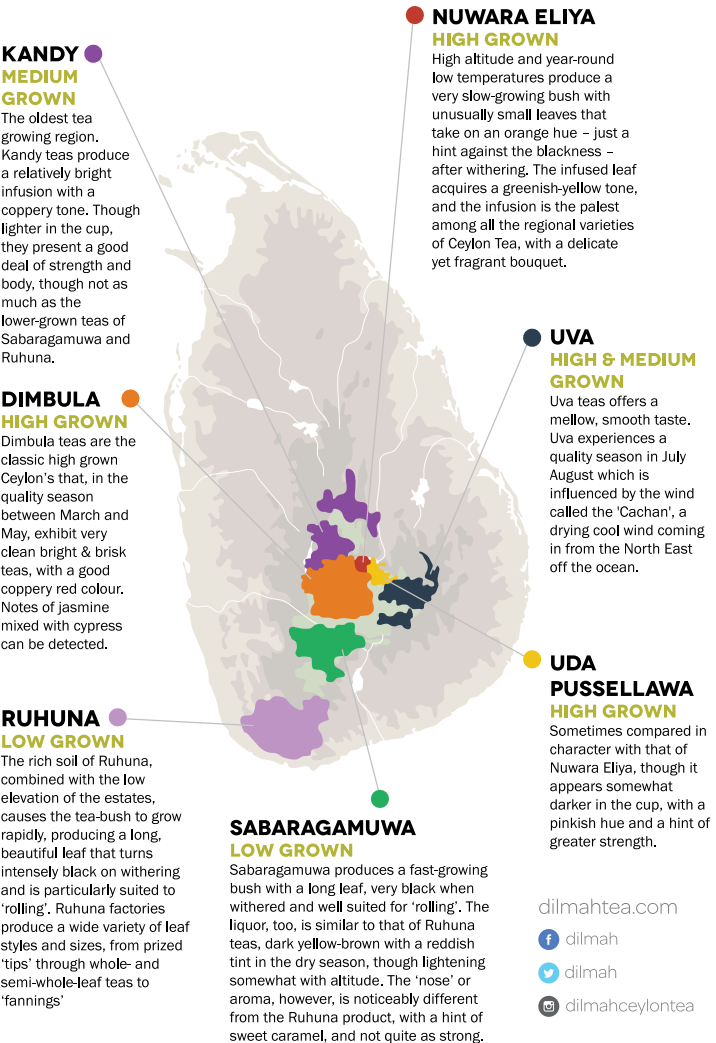 NUWARA ELIYA
HIGH GROWN
High altitude and year-round
low temperatures produce a
very slow-growing bush with
unusually small leaves that
take on an orange hue – just a
hint against the blackness –
after withering. The infused leaf
acquires a greenish-yellow tone,
and the infusion is the palest
among all the regional varieties
of Ceylon Tea, with a delicate
yet fragrant bouquet.
KANDY
MEDIUM
GROWN
The oldest tea
growing region.
Kandy teas produce
a relatively bright
infusion with a
coppery tone. Though
lighter in the cup,
they present a good
deal of strength and
body, though not as
much as the
lower-grown teas of
Sabaragamuwa and
Ruhuna.
UVA
HIGH & MEDIUM
GROWN
Uva teas offers a
mellow, smooth taste.
Uva experiences a
quality season in July
August which is
influenced by the wind
called the 'Cachan', a
drying cool wind coming
in from the North East
off the ocean.
DIMBULA
HIGH GROWN
Dimbula teas are the
classic high grown
Ceylon's that, in the
quality season
between March and
May, exhibit very
clean bright & brisk
teas, with a good
coppery red colour.
Notes of jasmine
mixed with cypress
can be detected.
UDA
PUSSELLAWA
HIGH GROWN
Sometimes compared in
character with that of
Nuwara Eliya, though it
appears somewhat
darker in the cup, with a
pinkish hue and a hint of
greater strength.
RUHUNA
LOW GROWN
The rich soil of Ruhuna,
combined with the low
elevation of the estates,
causes the tea-bush to grow
rapidly, producing a long,
beautiful leaf that turns
intensely black on withering
and is particularly suited to
‘rolling’. Ruhuna factories
produce a wide variety of leaf
styles and sizes, from prized
‘tips’ through whole- and
semi-whole-leaf teas to
‘fannings’
SABARAGAMUWA
LOW GROWN
Sabaragamuwa produces a fast-growing
bush with a long leaf, very black when
withered and well suited for ‘rolling’. The
liquor, too, is similar to that of Ruhuna
teas, dark yellow-brown with a reddish
tint in the dry season, though lightening
somewhat with altitude. The ‘nose’ or
aroma, however, is noticeably different
from the Ruhuna product, with a hint of
sweet caramel, and not quite as strong.
dilmahtea.com
dilmah
dilmah
dilmahceylontea